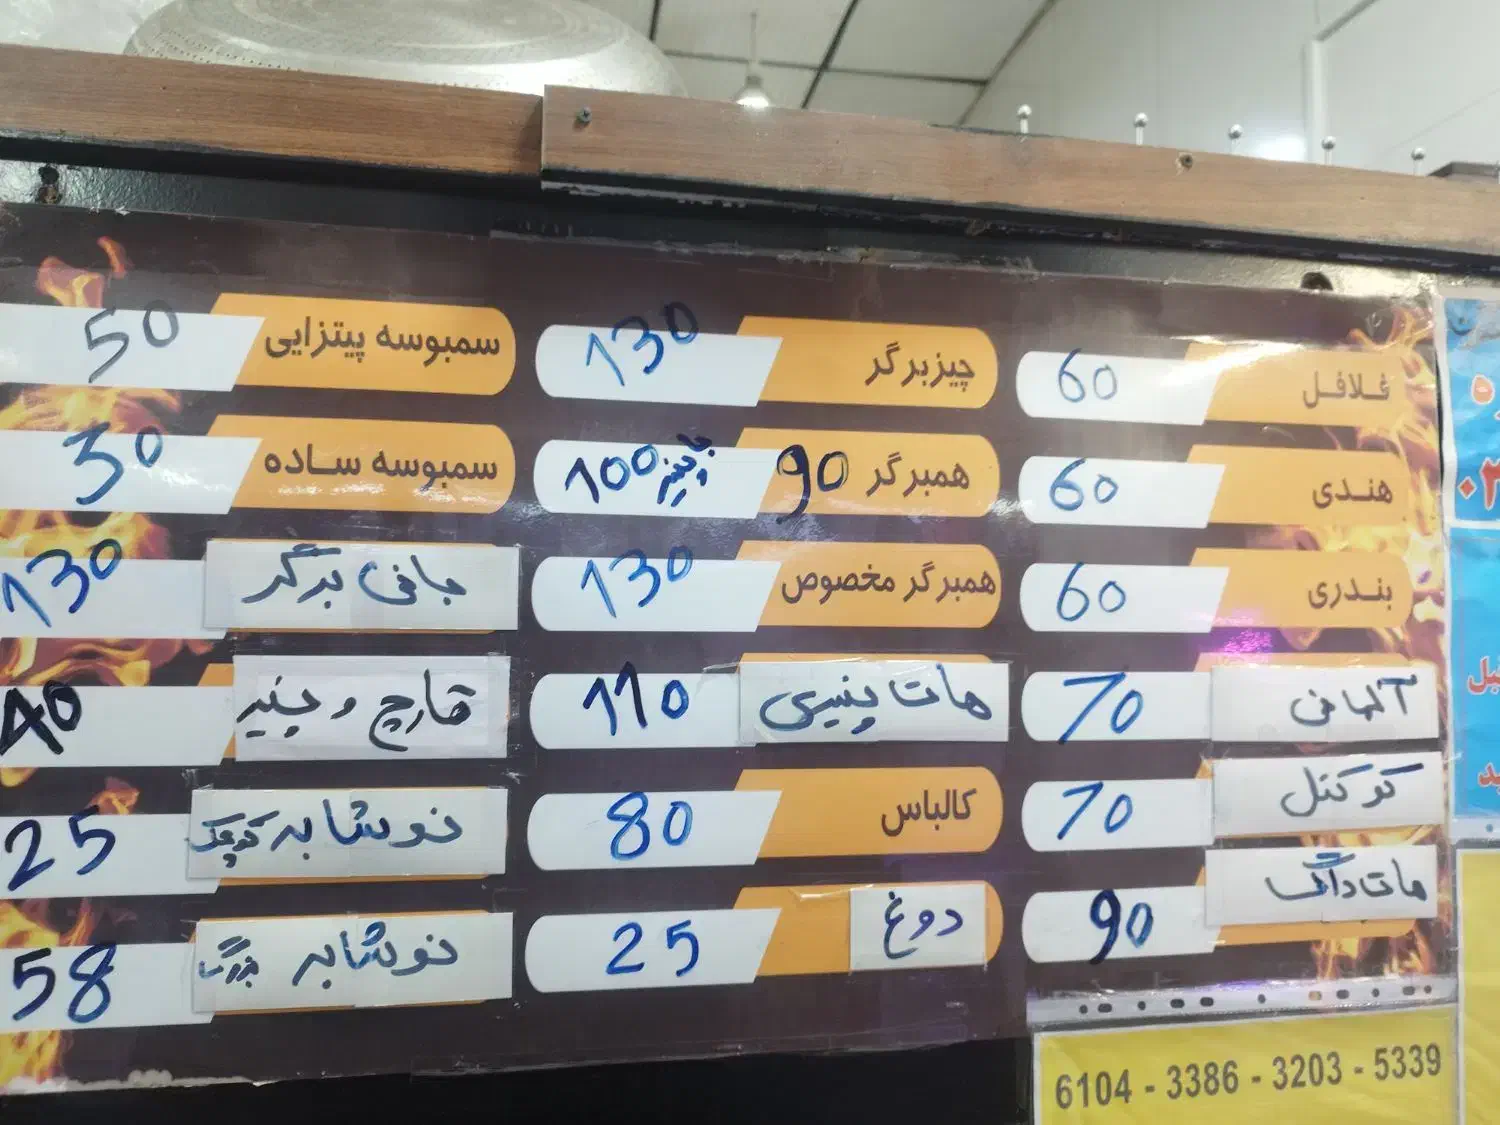 فلافل 60
هندی 60
بندری 60
آلمانی 70
کوکتل 70
هات داگ 90
چیزبرگر 130
همبرگر 90 با پنیر 100
همبرگر مخصوص 130
هات پنیری 110
کالباس 80
دوغ 25
سمبوسه پیتزایی 50
سمبوسه ساده 30
مافی برگر 130
قارچ و پنیر 40
نوشابه کوچک 25
نوشابه بزرگ 58
6104 - 3386 - 3203 - 5339